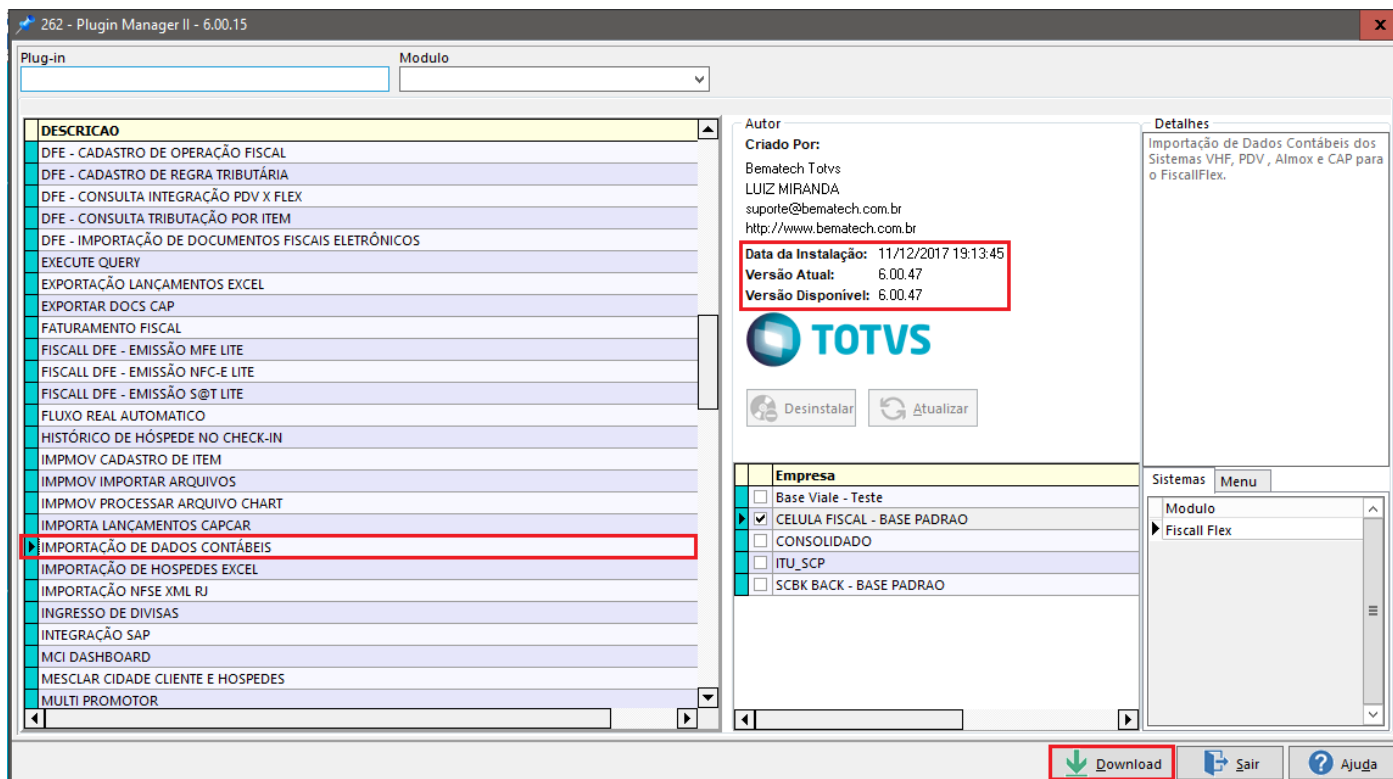 262 - Plugin Manager II - 6.00.15
x
Plug-in
Modulo
DESCRICAO
DFE - CADASTRO DE OPERAÇÃO FISCAL
DFE - CADASTRO DE REGRA TRIBUTÁRIA
DFE - CONSULTA INTEGRAÇÃO PDV X FLEX
DFE - CONSULTA TRIBUTAÇÃO POR ITEM
DFE - IMPORTAÇÃO DE DOCUMENTOS FISCAIS ELETRÔNICOS
EXECUTE QUERY
EXPORTAÇÃO LANÇAMENTOS EXCEL
EXPORTAR DOCS CAP
FATURAMENTO FISCAL
FISCALL DFE - EMISSÃO MFE LITE
FISCALL DFE - EMISSÃO NFC-E LITE
FISCALL DFE - EMISSÃO S@T LITE
FLUXO REAL AUTOMATICO
HISTÓRICO DE HÓSPEDE NO CHECK-IN
IMPMOV CADASTRO DE ITEM
IMPMOV IMPORTAR ARQUIVOS
IMPMOV PROCESSAR ARQUIVO CHART
IMPORTA LANÇAMENTOS CAPCAR
IMPORTAÇÃO DE DADOS CONTÁBEIS
IMPORTAÇÃO DE HOSPEDES EXCEL
IMPORTAÇÃO NFSE XML RJ
INGRESSO DE DIVISAS
INTEGRAÇÃO SAP
MCI DASHBOARD
MESCLAR CIDADE CLIENTE E HOSPEDES
MULTI PROMOTOR
Autor
Criado Por:
Bematech Totvs
LUIZ MIRANDA
suporte@bematech.com.br
http://www.bematech.com.br
Data da Instalação: 11/12/2017 19:13:45
Versão Atual: 6.00.47
Versão Disponível: 6.00.47
TOTVS
Desinstalar
Atualizar
Empresa
Base Viale - Teste
CELULA FISCAL - BASE PADRAO
CONSOLIDADO
ITU_SCP
SCBK BACK - BASE PADRAO
Detalhes
Importação de Dados Contábeis dos
Sistemas VHF, PDV , Almox e CAP para
o FiscallFlex.
Sistemas
Menu
Modulo
Fiscall Flex
Download
Sair
Ajuda